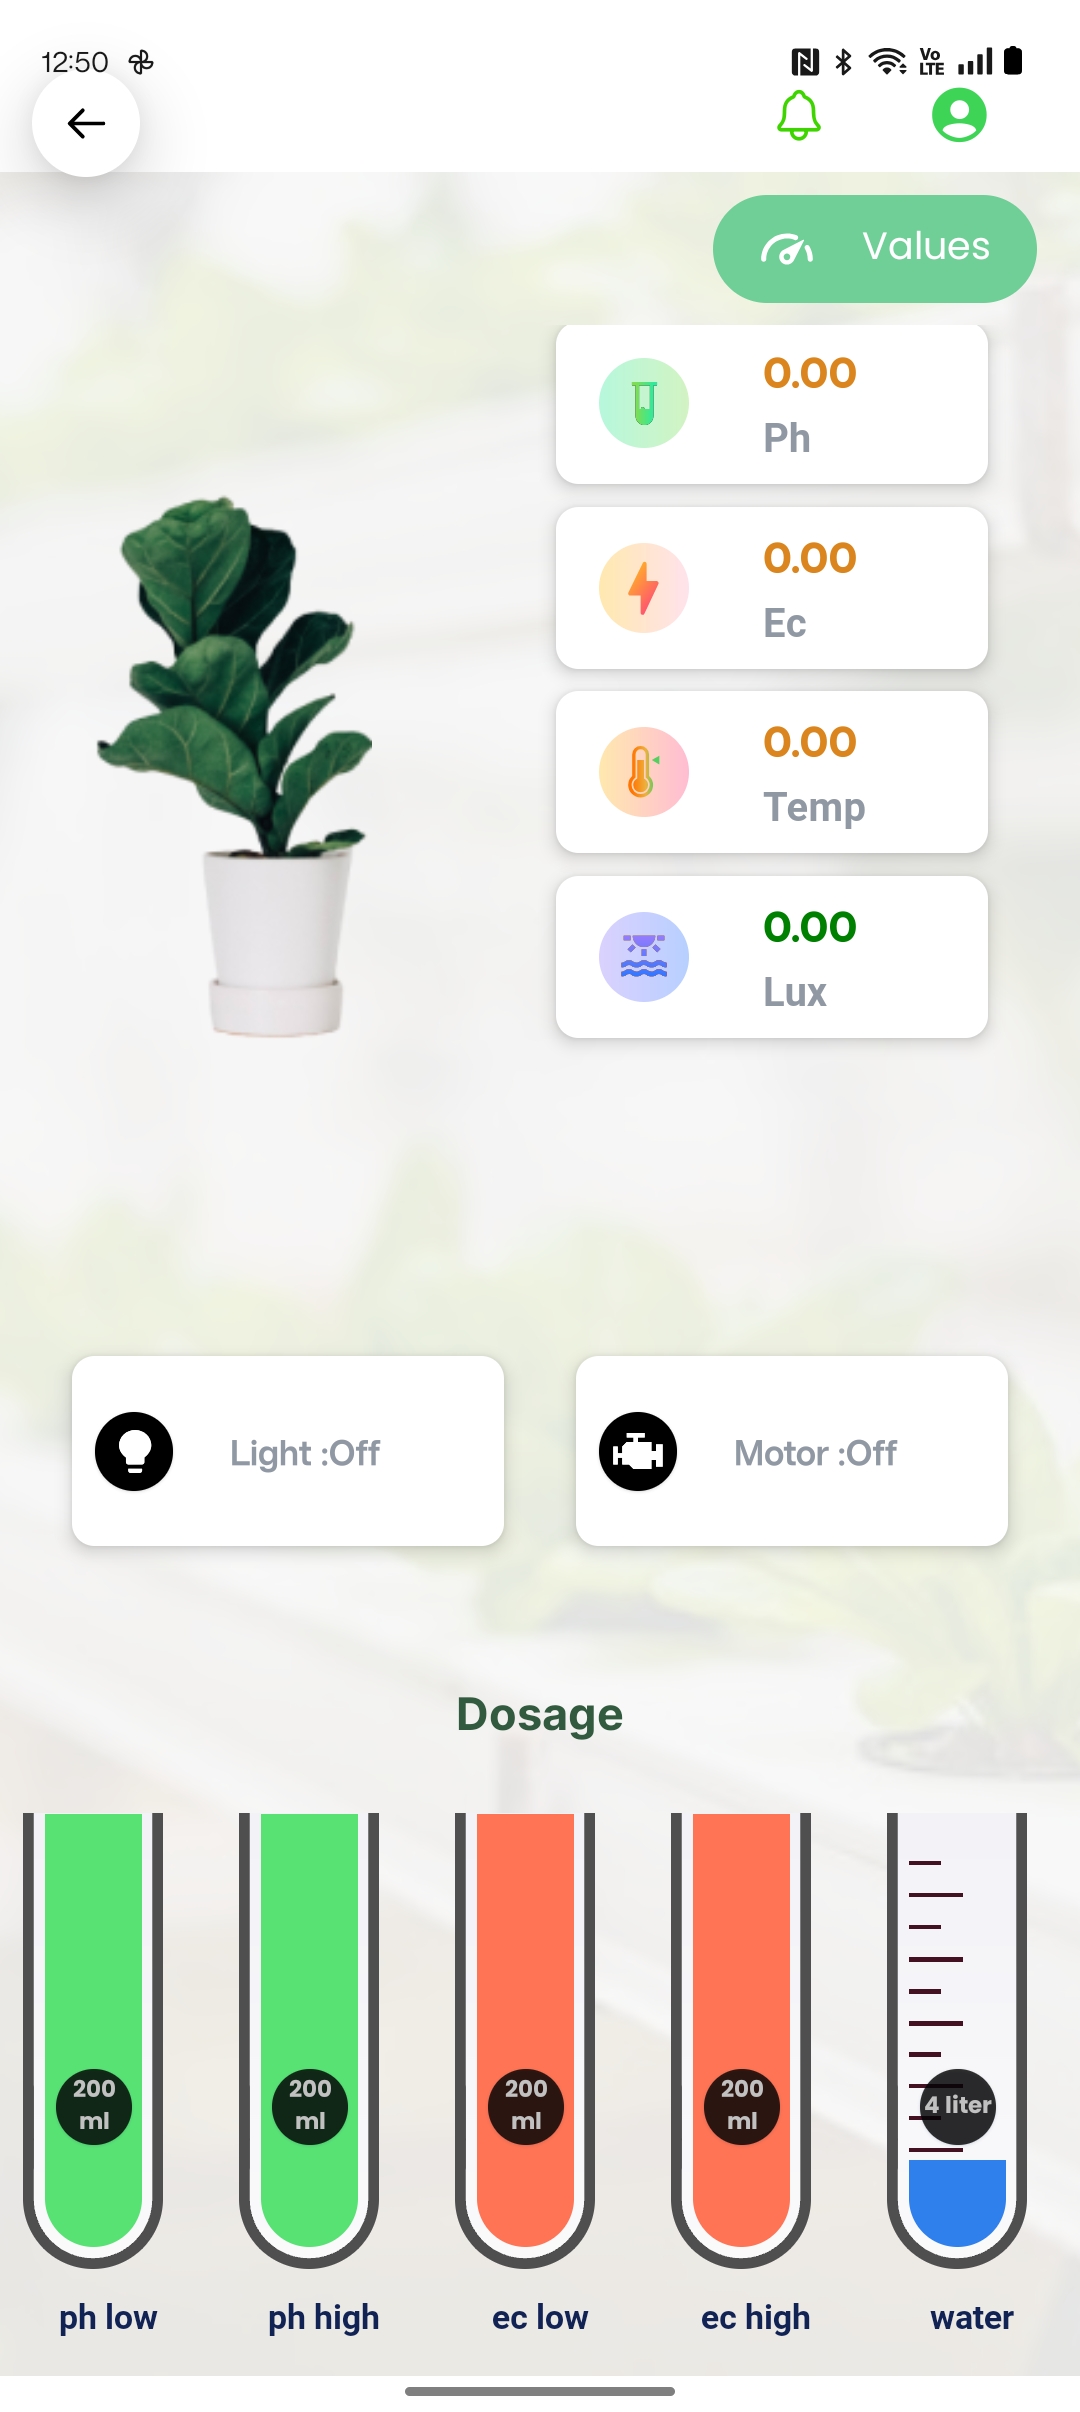 12:50
Vo
LTE
Values
0.00
Ph
0.00
Ec
0.00
Temp
0.00
Lux
Light :Off
Motor :Off
Dosage
200
ml
200
ml
200
ml
200
ml
4 liter
ph low
ph high
ec low
ec high
water